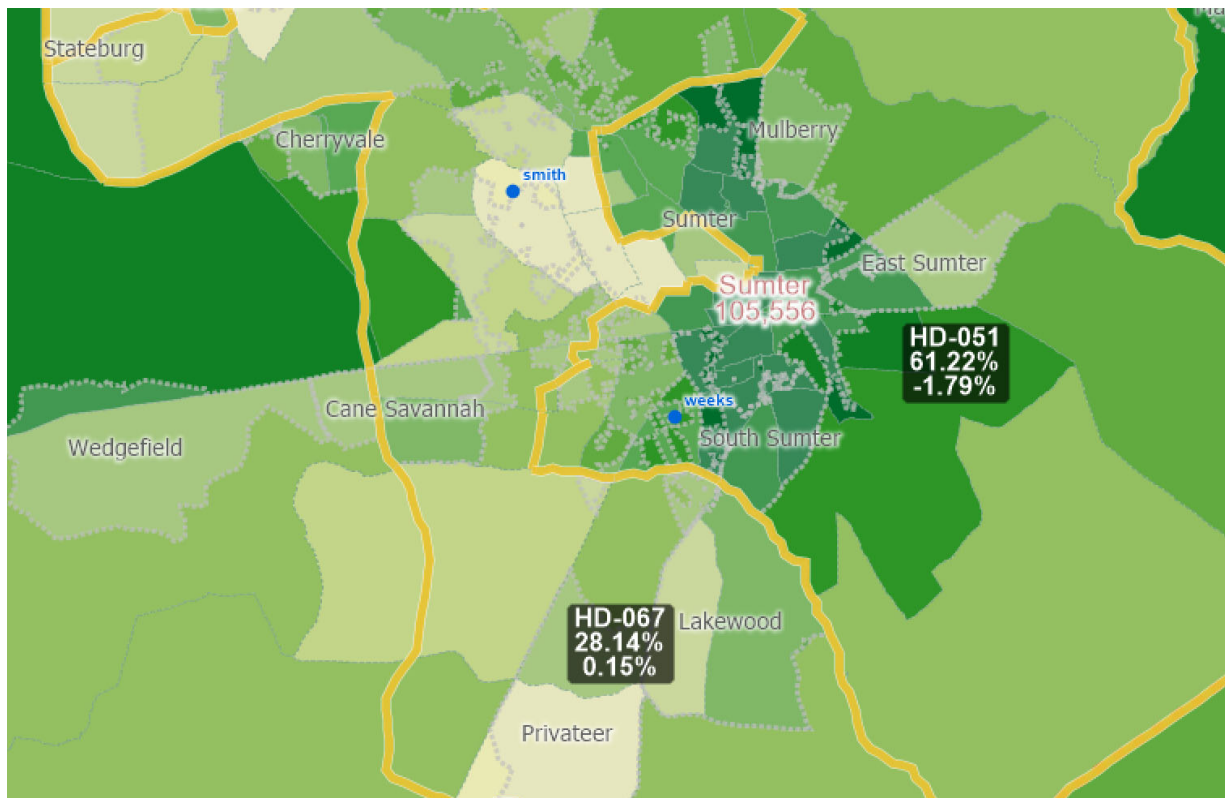 Stateburg
Cherryvale
Mulberry
smith
Sumter
East Sumter
Sumter
105,556
HD-051
61.22%
-1.79%
weeks
Cane Savannah
South Sumter
Wedgefield
HD-067
28.14%
0.15%
Lakewood
Privateer